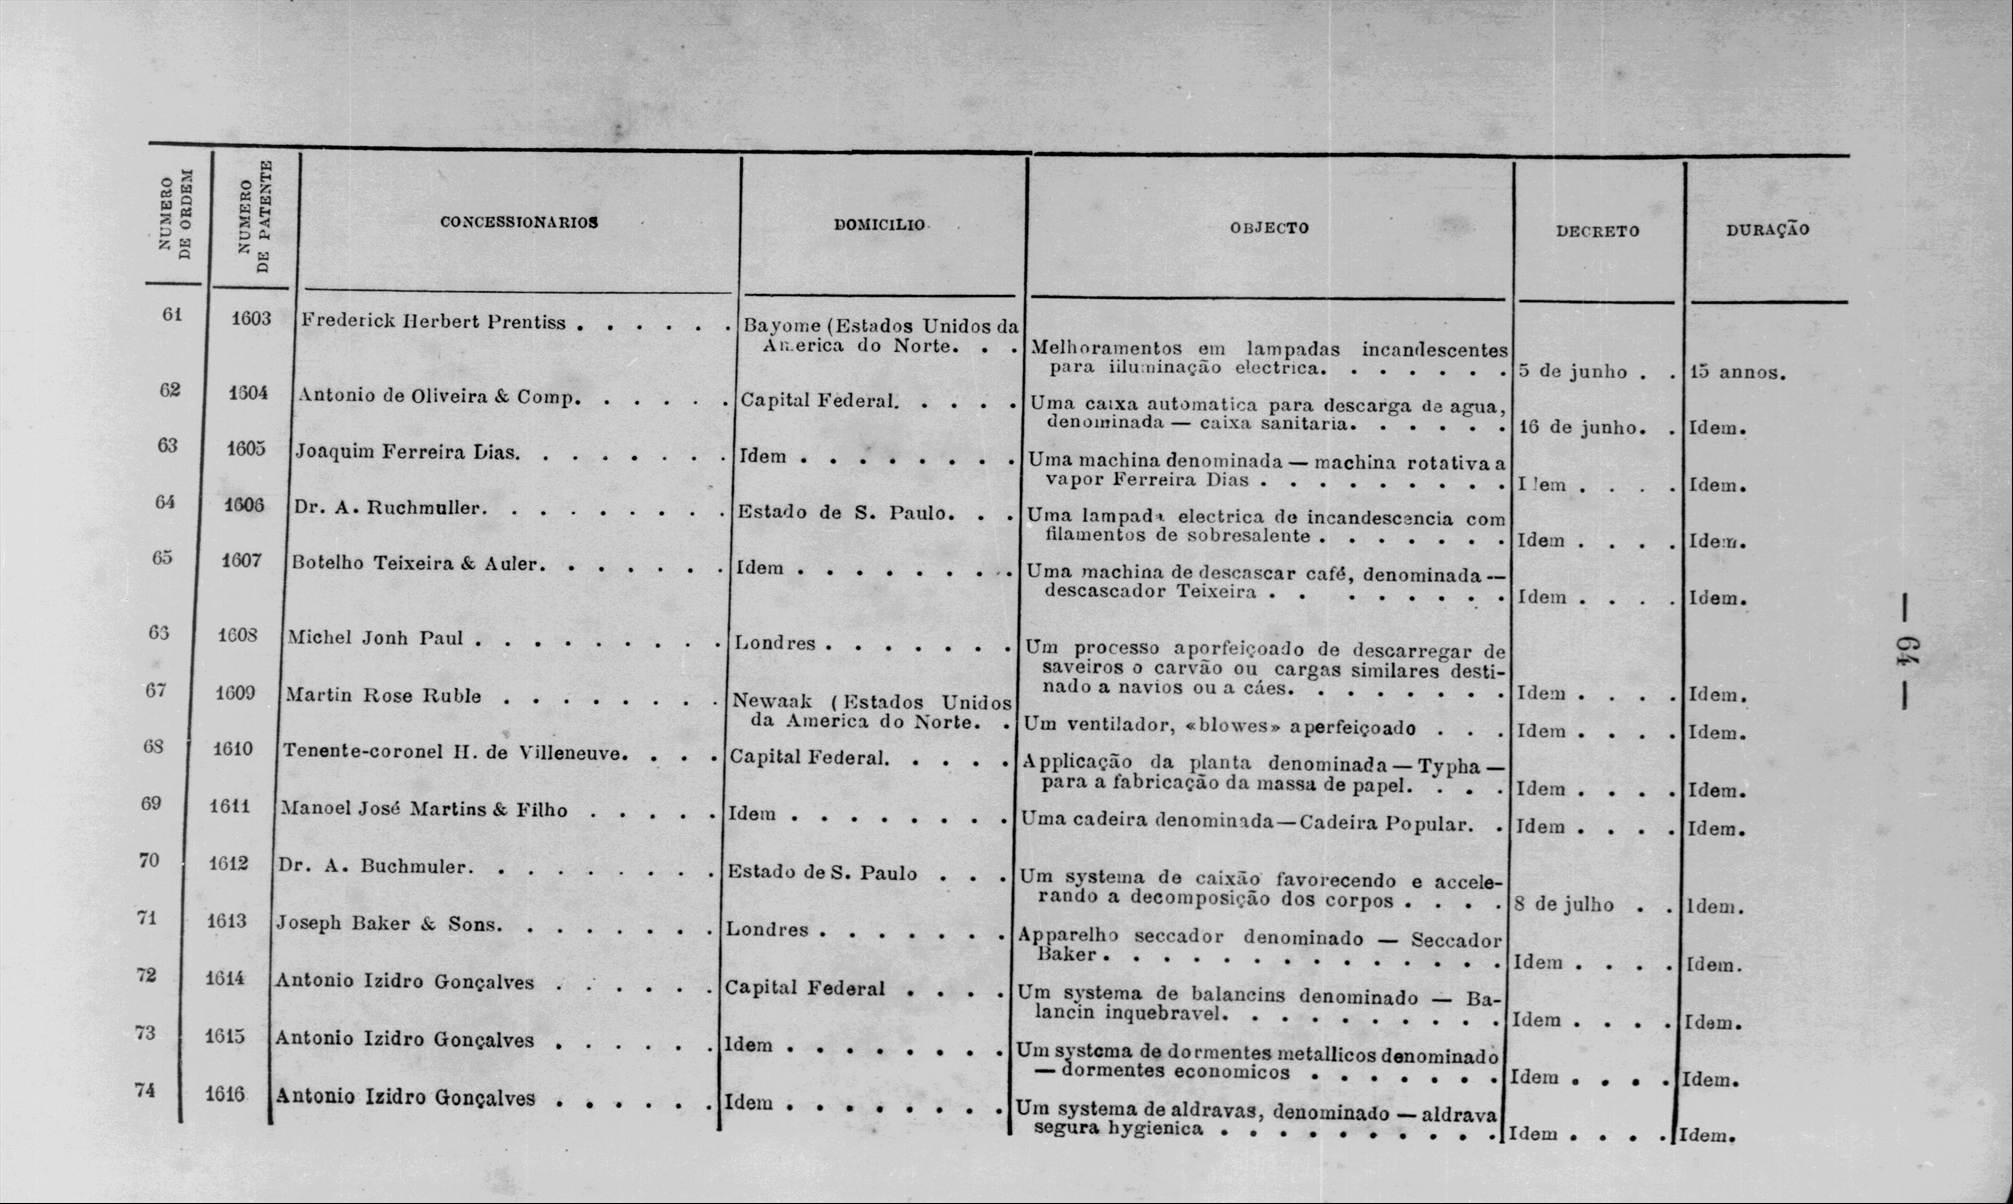 NUMERO DE ORDEM
NUMERO DE PATENTE
CONCESSIONARIOS
DOMICILIO
OBJECTO
DECRETO
DURAÇÃO
61 1603 Frederick Herbert Prentiss . . . . . . Bayome (Estados Unidos da
America do Norte. . . Melhoramentos em lampadas incandescentes
para iiluminação electrica. . . . . . . 5 de junho . . 15 annos.
62 1604 Antonio de Oliveira & Comp. . . . . . Capital Federal. . . . . Uma caixa automatica para descarga de agua,
denominada — caixa sanitaria. . . . . . 16 de junho. . Idem.
63 1605 Joaquim Ferreira Dias. . . . . . . . Idem . . . . . . . . Uma machina denominada — machina rotativa a
vapor Ferreira Dias . . . . . . . . . Idem . . . . Idem.
64 1606 Dr. A. Ruchmuller. . . . . . . . . Estado de S. Paulo. . . Uma lampada electrica de incandescencia com
filamentos de sobresalente . . . . . . . Idem . . . . Idem.
65 1607 Botelho Teixeira & Auler. . . . . . . Idem . . . . . . . . Uma machina de descascar café, denominada —
descascador Teixeira . . . . . . . . Idem . . . . Idem.
66 1608 Michel Jonh Paul . . . . . . . . . Londres . . . . . . . Um processo aporfeiçoado de descarregar de
saveiros o carvão ou cargas similares desti-
nado a navios ou a cáes. . . . . . . . Idem . . . . Idem.
67 1609 Martin Rose Ruble . . . . . . . . Newaak (Estados Unidos
da America do Norte. . Um ventilador, «blowes» aperfeiçoado . . . Idem . . . . Idem.
68 1610 Tenente-coronel H. de Villeneuve. . . . Capital Federal. . . . . Applicação da planta denominada — Typha —
para a fabricação da massa de papel. . . . Idem . . . . Idem.
69 1611 Manoel José Martins & Filho . . . . . Idem . . . . . . . . Uma cadeira denominada—Cadeira Popular. . Idem . . . . Idem.
70 1612 Dr. A. Buchmuler. . . . . . . . . Estado de S. Paulo . . . Um systema de caixão favorecendo e accele-
rando a decomposição dos corpos . . . . 8 de julho . . Idem.
71 1613 Joseph Baker & Sons. . . . . . . . Londres . . . . . . . Apparelho seccador denominado — Seccador
Baker . . . . . . . . . . . . . . Idem . . . . Idem.
72 1614 Antonio Izidro Gonçalves . . . . . . Capital Federal . . . . Um systema de balancins denominado — Ba-
lancin inquebravel. . . . . . . . . . Idem . . . . Idem.
73 1615 Antonio Izidro Gonçalves . . . . . . Idem . . . . . . . . Um systema de dormentes metallicos denominado
— dormentes economicos . . . . . . . Idem . . . . Idem.
74 1616 Antonio Izidro Gonçalves . . . . . . Idem . . . . . . . . Um systema de aldravas, denominado — aldrava
segura hygienica . . . . . . . . . . Idem . . . . Idem.
— 64 —